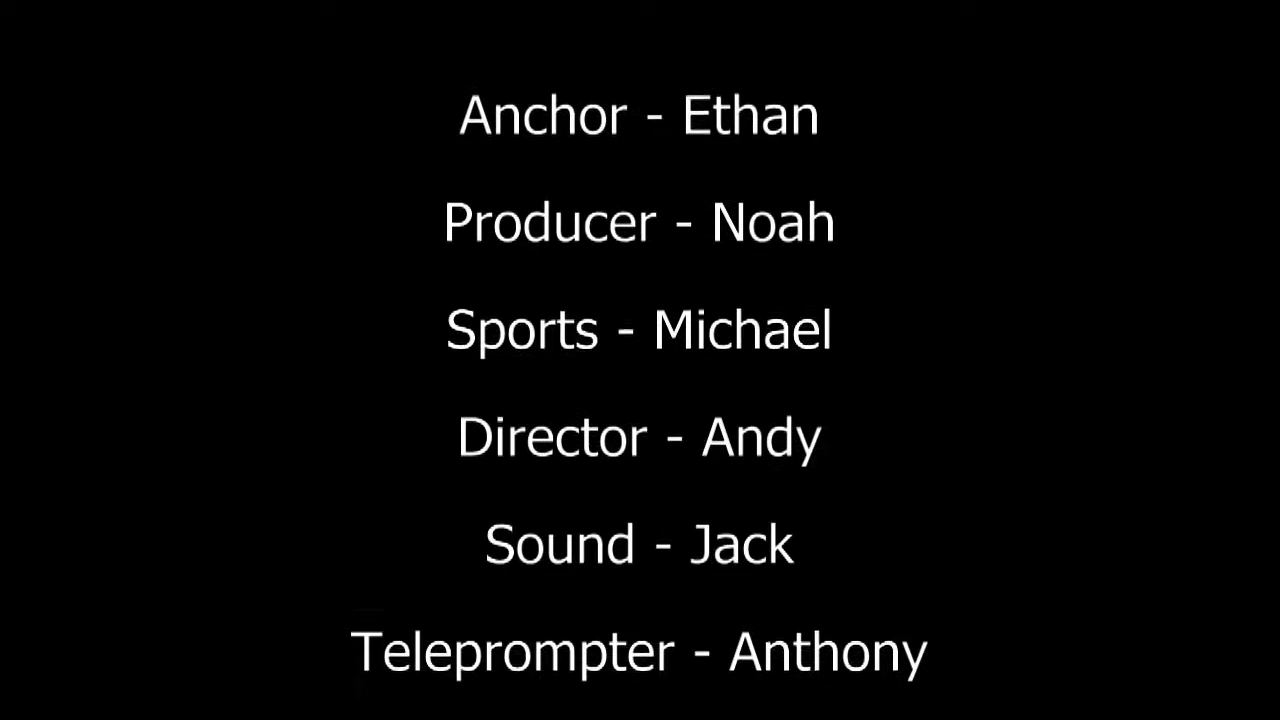 Anchor - Ethan
Producer - Noah
Sports - Michael
Director - Andy
Sound - Jack
Teleprompter - Anthony